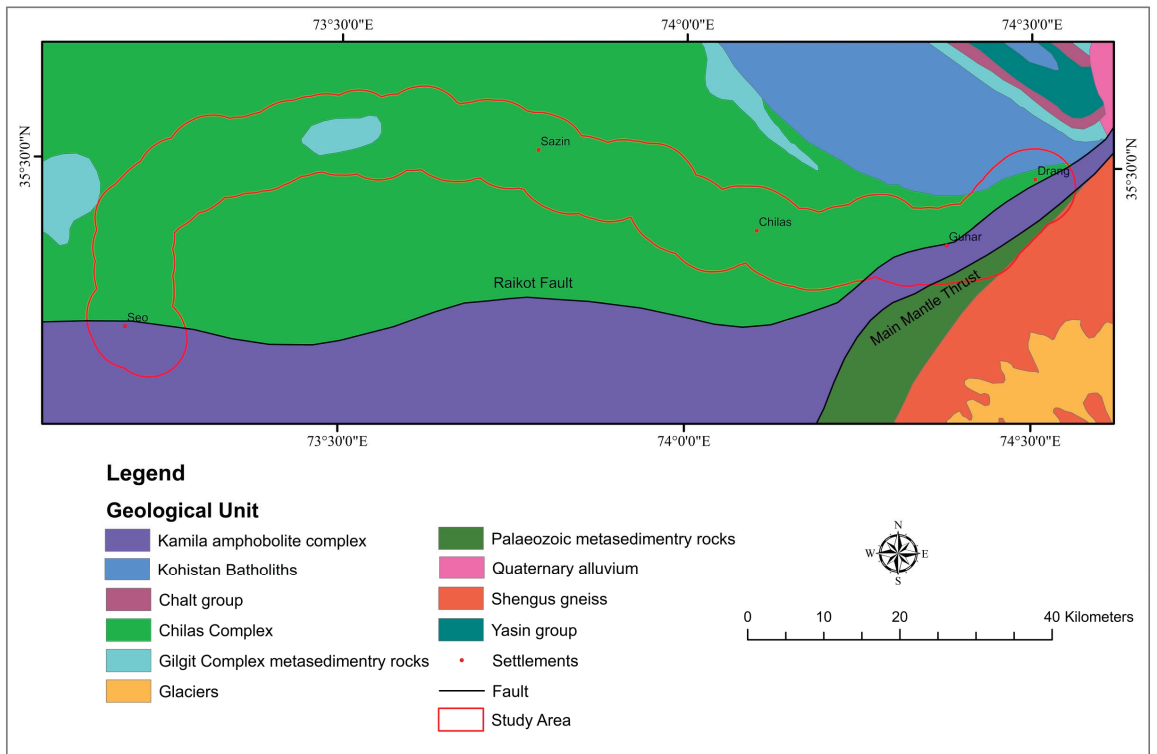 73°30'0"E
74°0'0"E
74°30'0"E
35°30'0"N
35°30'0"N
Sazin
Drang
Chilas
Gunar
Raikot Fault
Main Mantle Thrust
Seo
73°30'0"E
74°0'0"E
74°30'0"E
Legend
Geological Unit
Kamila amphobolite complex
Kohistan Batholiths
Chalt group
Chilas Complex
Gilgit Complex metasedimentry rocks
Glaciers
Palaeozoic metasedimentry rocks
Quaternary alluvium
Shengus gneiss
Yasin group
Settlements
Fault
Study Area
N
W
E
S
0 10 20 40 Kilometers